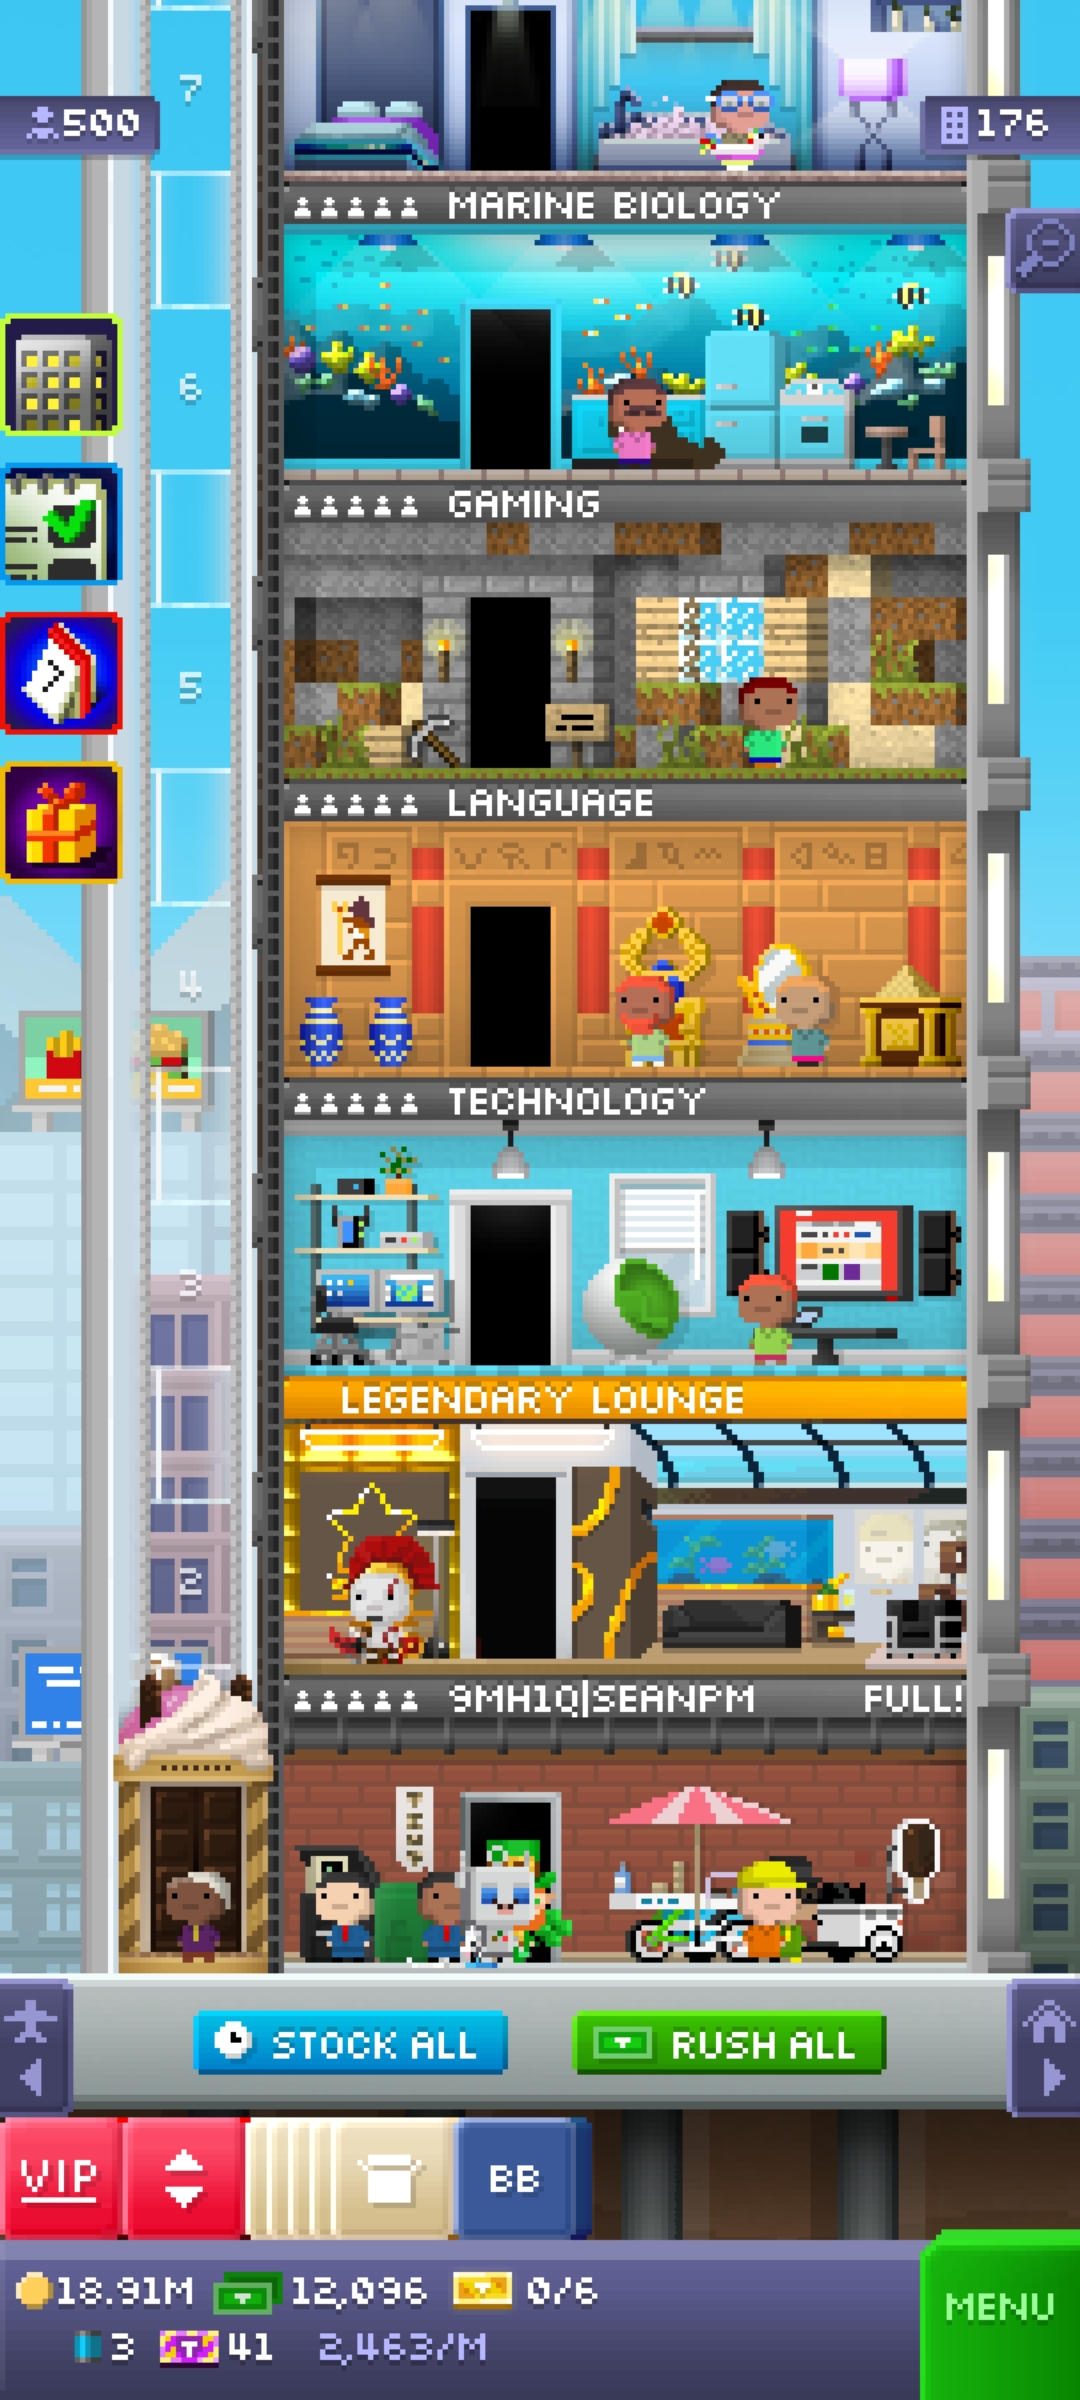 7
500
176
MARINE BIOLOGY
6
GAMING
5
LANGUAGE
4
TECHNOLOGY
3
LEGENDARY LOUNGE
2
9MH1Q|SEANPM FULL!
STOCK ALL
RUSH ALL
VIP
BB
18.91M 12,096 0/6
3 41 2,463/M
MENU